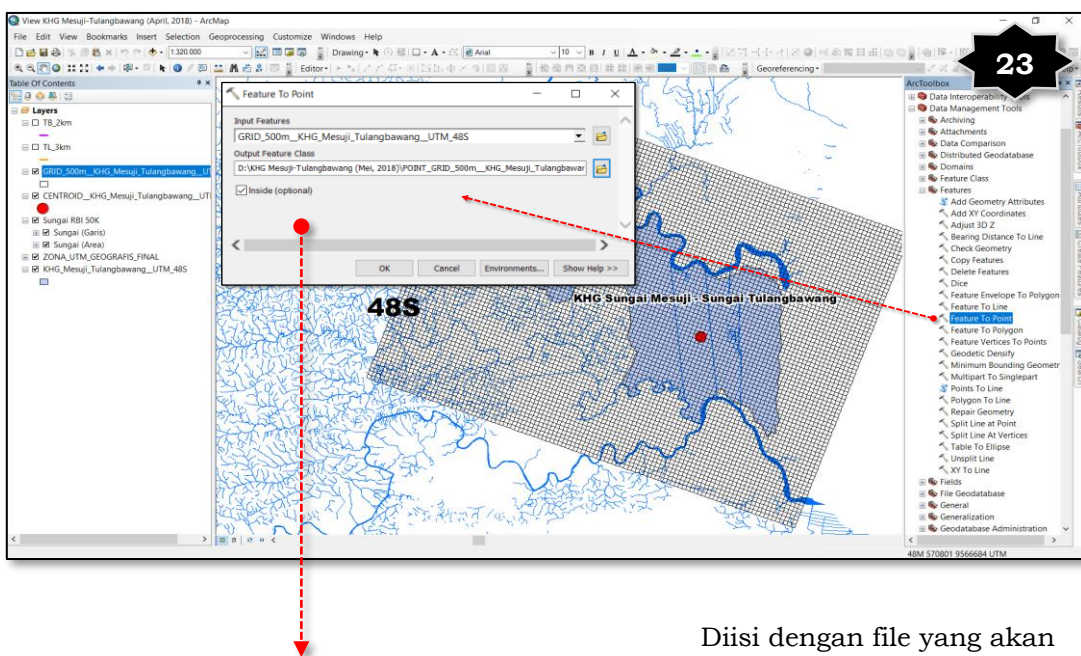 View KHG Mesuji-Tulangbawang (April, 2018) - ArcMap
File Edit View Bookmarks Insert Selection Geoprocessing Customize Windows Help
1:320.000
Drawing
Arial
10
B I U
Editor
Georeferencing
23
Table Of Contents
Layers
TB_2km
TL_3km
GRID_500m__KHG_Mesuji_Tulangbawang__UT
CENTROID__KHG_Mesuji_Tulangbawang__UTI
Sungai RBI 50K
Sungai (Garis)
Sungai (Area)
ZONA_UTM_GEOGRAFIS_FINAL
KHG_Mesuji_Tulangbawang__UTM_48S
Feature To Point
Input Features
GRID_500m__KHG_Mesuji_Tulangbawang__UTM_48S
Output Feature Class
D:\KHG Mesuji-Tulangbawang (Mei, 2018)\POINT_GRID_500m__KHG_Mesuji_Tulangbawar
Inside (optional)
OK Cancel Environments... Show Help >>
48S
KHG Sungai Mesuji - Sungai Tulangbawang
ArcToolbox
Data Interoperability
Data Management Tools
Archiving
Attachments
Data Comparison
Distributed Geodatabase
Domains
Feature Class
Features
Add Geometry Attributes
Add XY Coordinates
Adjust 3D Z
Bearing Distance To Line
Check Geometry
Copy Features
Delete Features
Dice
Feature Envelope To Polygon
Feature To Line
Feature To Point
Feature To Polygon
Feature Vertices To Points
Geodetic Densify
Minimum Bounding Geometr
Multipart To Singlepart
Points To Line
Polygon To Line
Repair Geometry
Split Line at Point
Split Line At Vertices
Table To Ellipse
Unsplit Line
XY To Line
Fields
File Geodatabase
General
Generalization
Geodatabase Administration
48M 570801 9566684 UTM
Diisi dengan file yang akan